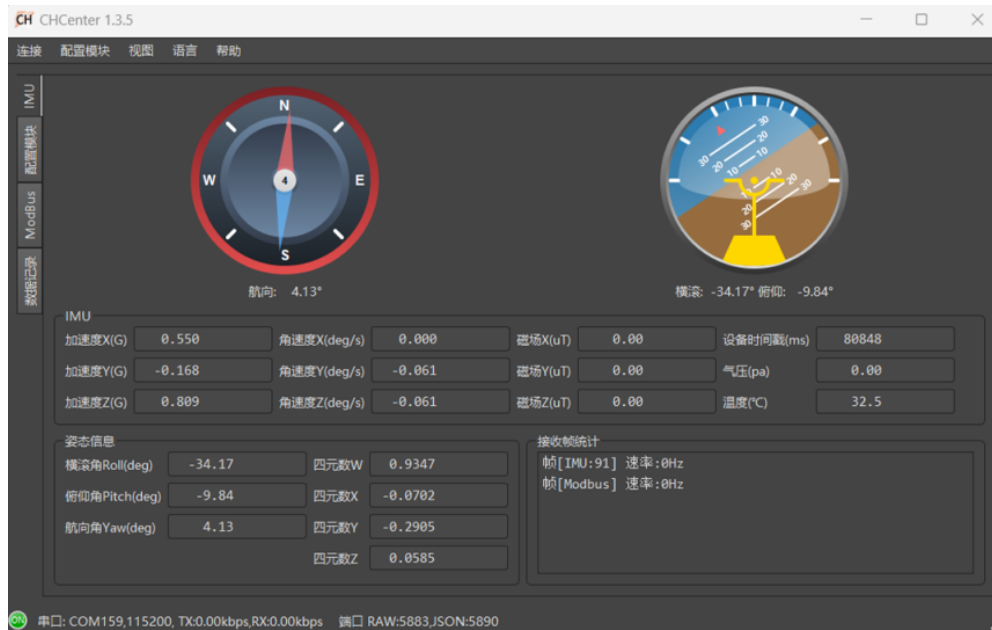 CH CHCenter 1.3.5
连接 配置模块 视图 语言 帮助
IMU
配置模块
ModBus
数据记录
N
W 4 E
S
航向: 4.13°
30
20
30 10
20
10
10 10
20
20 30
30
横滚: -34.17° 俯仰: -9.84°
IMU
加速度X(G) 0.550 角速度X(deg/s) 0.000 磁场X(uT) 0.00 设备时间戳(ms) 80848
加速度Y(G) -0.168 角速度Y(deg/s) -0.061 磁场Y(uT) 0.00 气压(pa) 0.00
加速度Z(G) 0.809 角速度Z(deg/s) -0.061 磁场Z(uT) 0.00 温度(℃) 32.5
姿态信息
横滚角Roll(deg) -34.17 四元数W 0.9347
俯仰角Pitch(deg) -9.84 四元数X -0.0702
航向角Yaw(deg) 4.13 四元数Y -0.2905
四元数Z 0.0585
接收帧统计
帧[IMU:91] 速率:0Hz
帧[Modbus] 速率:0Hz
ON 串口: COM159,115200, TX:0.00kbps,RX:0.00kbps 端口 RAW:5883,JSON:5890